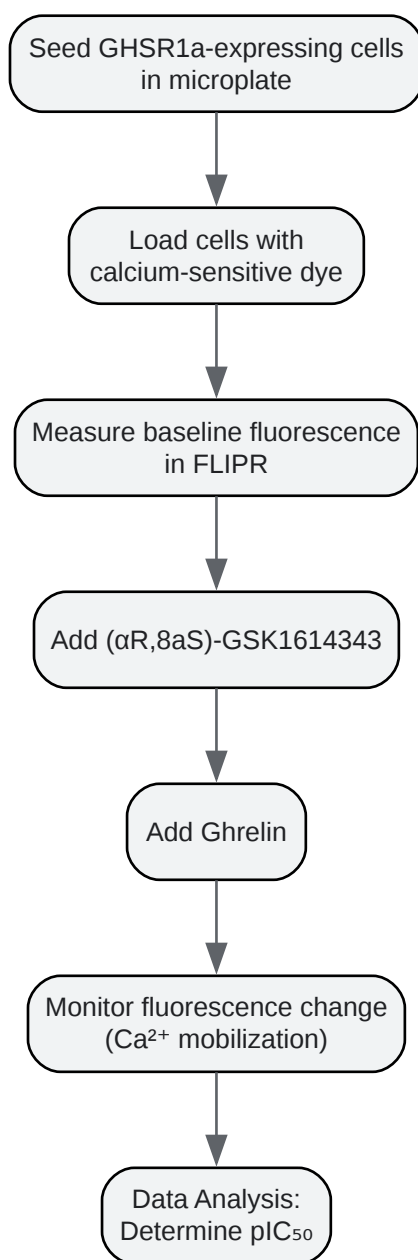 Seed GHSR1a-expressing cells
in microplate
Load cells with
calcium-sensitive dye
Measure baseline fluorescence
in FLIPR
Add (αR,8aS)-GSK1614343
Add Ghrelin
Monitor fluorescence change
(Ca²⁺ mobilization)
Data Analysis:
Determine pIC₅₀